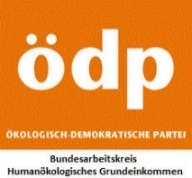 ödp
ÖKOLOGISCH-DEMOKRATISCHE PARTEI
Bundesarbeitskreis
Humanökologisches Grundeinkommen